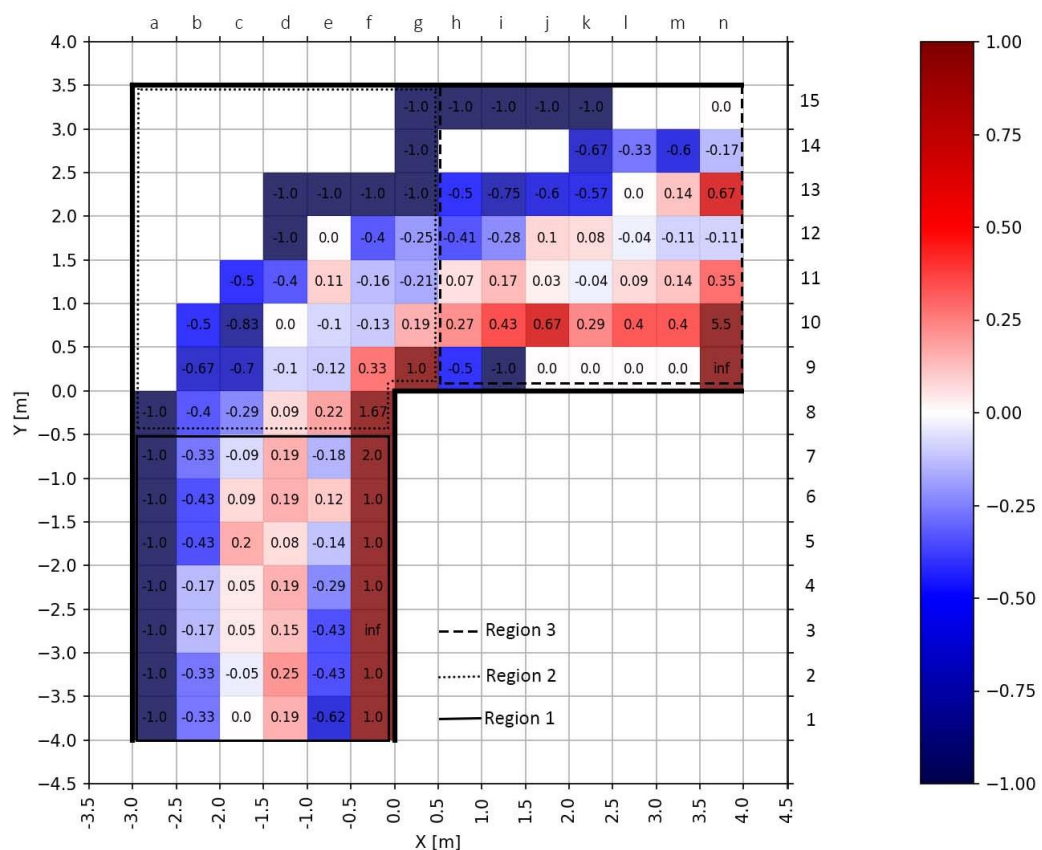 a b c d e f g h i j k l m n
4.0 1.00
3.5
-1.0 -1.0 -1.0 -1.0 -1.0 0.0 15
3.0 0.75
-1.0 -0.67 -0.33 -0.6 -0.17 14
2.5
-1.0 -1.0 -1.0 -1.0 -0.5 -0.75 -0.6 -0.57 0.0 0.14 0.67 13
2.0 0.50
-1.0 0.0 -0.4 -0.25 -0.41 -0.28 0.1 0.08 -0.04 -0.11 -0.11 12
1.5
-0.5 -0.4 0.11 -0.16 -0.21 0.07 0.17 0.03 -0.04 0.09 0.14 0.35 11
1.0 0.25
-0.5 -0.83 0.0 -0.1 -0.13 0.19 0.27 0.43 0.67 0.29 0.4 0.4 5.5 10
0.5
-0.67 -0.7 -0.1 -0.12 0.33 1.0 -0.5 -1.0 0.0 0.0 0.0 0.0 inf 9
0.0 0.00
-1.0 -0.4 -0.29 0.09 0.22 1.67 8
Y [m]
−0.5
-1.0 -0.33 -0.09 0.19 -0.18 2.0 7
−1.0 −0.25
-1.0 -0.43 0.09 0.19 0.12 1.0 6
−1.5
-1.0 -0.43 0.2 0.08 -0.14 1.0 5
−2.0 −0.50
-1.0 -0.17 0.05 0.19 -0.29 1.0 4
−2.5
-1.0 -0.17 0.05 0.15 -0.43 inf Region 3 3
−3.0 −0.75
-1.0 -0.33 -0.05 0.25 -0.43 1.0 Region 2 2
−3.5
-1.0 -0.33 0.0 0.19 -0.62 1.0 Region 1 1
−4.0
−4.5 −1.00
-3.5 -3.0 -2.5 -2.0 -1.5 -1.0 -0.5 0.0 0.5 1.0 1.5 2.0 2.5 3.0 3.5 4.0 4.5
X [m]